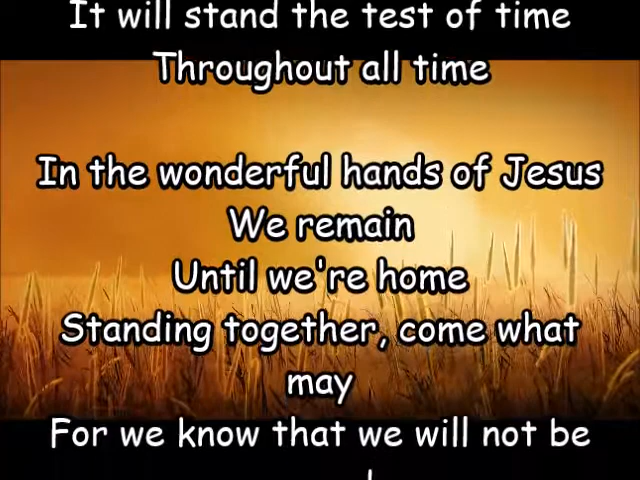 It will stand the test of time
Throughout all time
In the wonderful hands of Jesus
We remain
Until we're home
Standing together, come what
may
For we know that we will not be